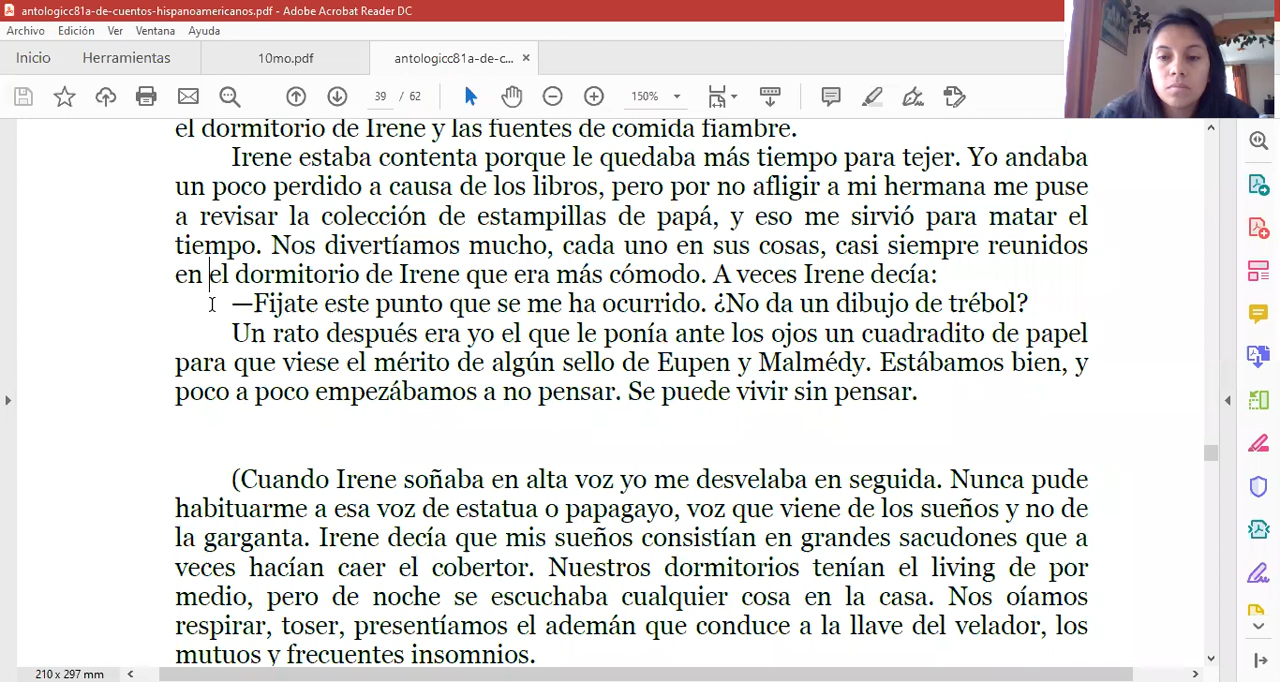 antologicc81a-de-cuentos-hispanoamericanos.pdf - Adobe Acrobat Reader DC
Archivo Edición Ver Ventana Ayuda
Inicio Herramientas 10mo.pdf antologicc81a-de-c... ×
39 / 62 150%
el dormitorio de Irene y las fuentes de comida fiambre.
Irene estaba contenta porque le quedaba más tiempo para tejer. Yo andaba
un poco perdido a causa de los libros, pero por no afligir a mi hermana me puse
a revisar la colección de estampillas de papá, y eso me sirvió para matar el
tiempo. Nos divertíamos mucho, cada uno en sus cosas, casi siempre reunidos
en el dormitorio de Irene que era más cómodo. A veces Irene decía:
—Fijate este punto que se me ha ocurrido. ¿No da un dibujo de trébol?
Un rato después era yo el que le ponía ante los ojos un cuadradito de papel
para que viese el mérito de algún sello de Eupen y Malmédy. Estábamos bien, y
poco a poco empezábamos a no pensar. Se puede vivir sin pensar.
(Cuando Irene soñaba en alta voz yo me desvelaba en seguida. Nunca pude
habituarme a esa voz de estatua o papagayo, voz que viene de los sueños y no de
la garganta. Irene decía que mis sueños consistían en grandes sacudones que a
veces hacían caer el cobertor. Nuestros dormitorios tenían el living de por
medio, pero de noche se escuchaba cualquier cosa en la casa. Nos oíamos
respirar, toser, presentíamos el ademán que conduce a la llave del velador, los
mutuos y frecuentes insomnios.
210 x 297 mm